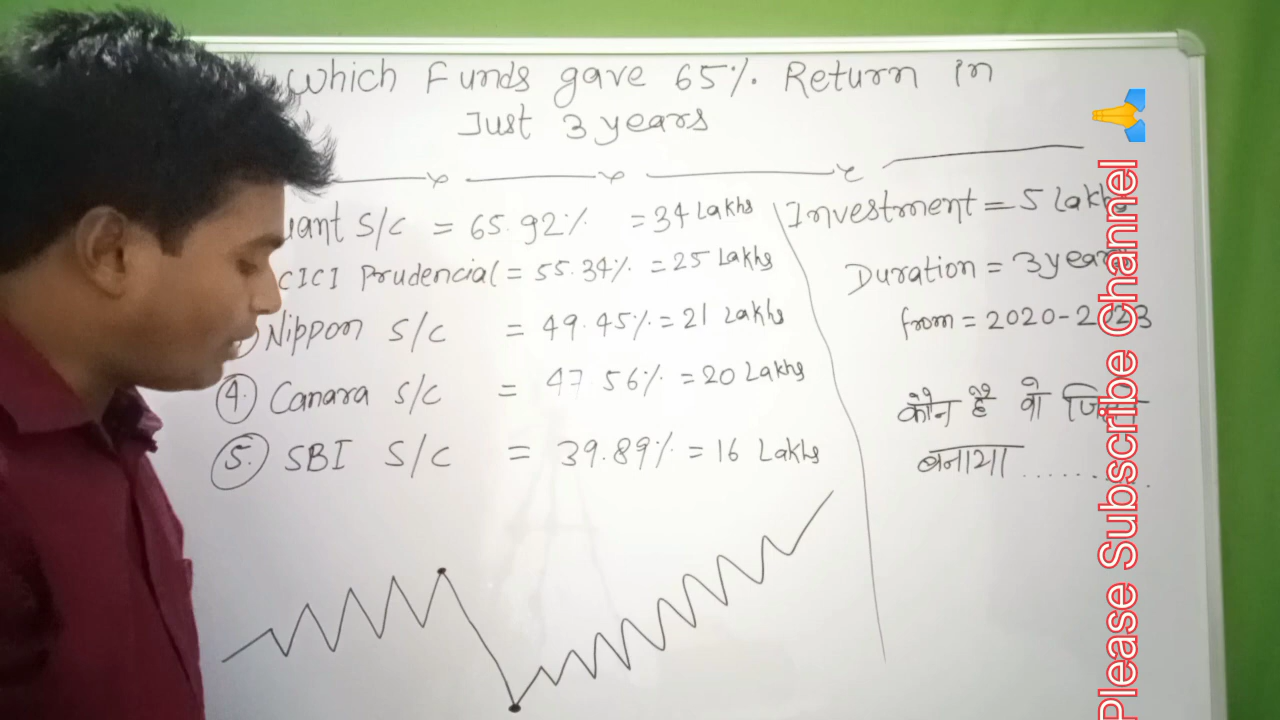 Which Funds gave 65%. Return in
Just 3 years
uant S/C = 65.92% = 34 Lakhs
CICI Prudencial = 55.34% = 25 Lakhs
Nippon S/C = 49.45% = 21 Lakhs
4. Canara S/C = 47 56% = 20 Lakhs
5. SBI S/C = 39.89% = 16 Lakhs
Investment = 5 Lakhs
Duration = 3 years
from = 2020-2023
कौन है वो
बनाया ........
Please Subscribe Channel 🙏